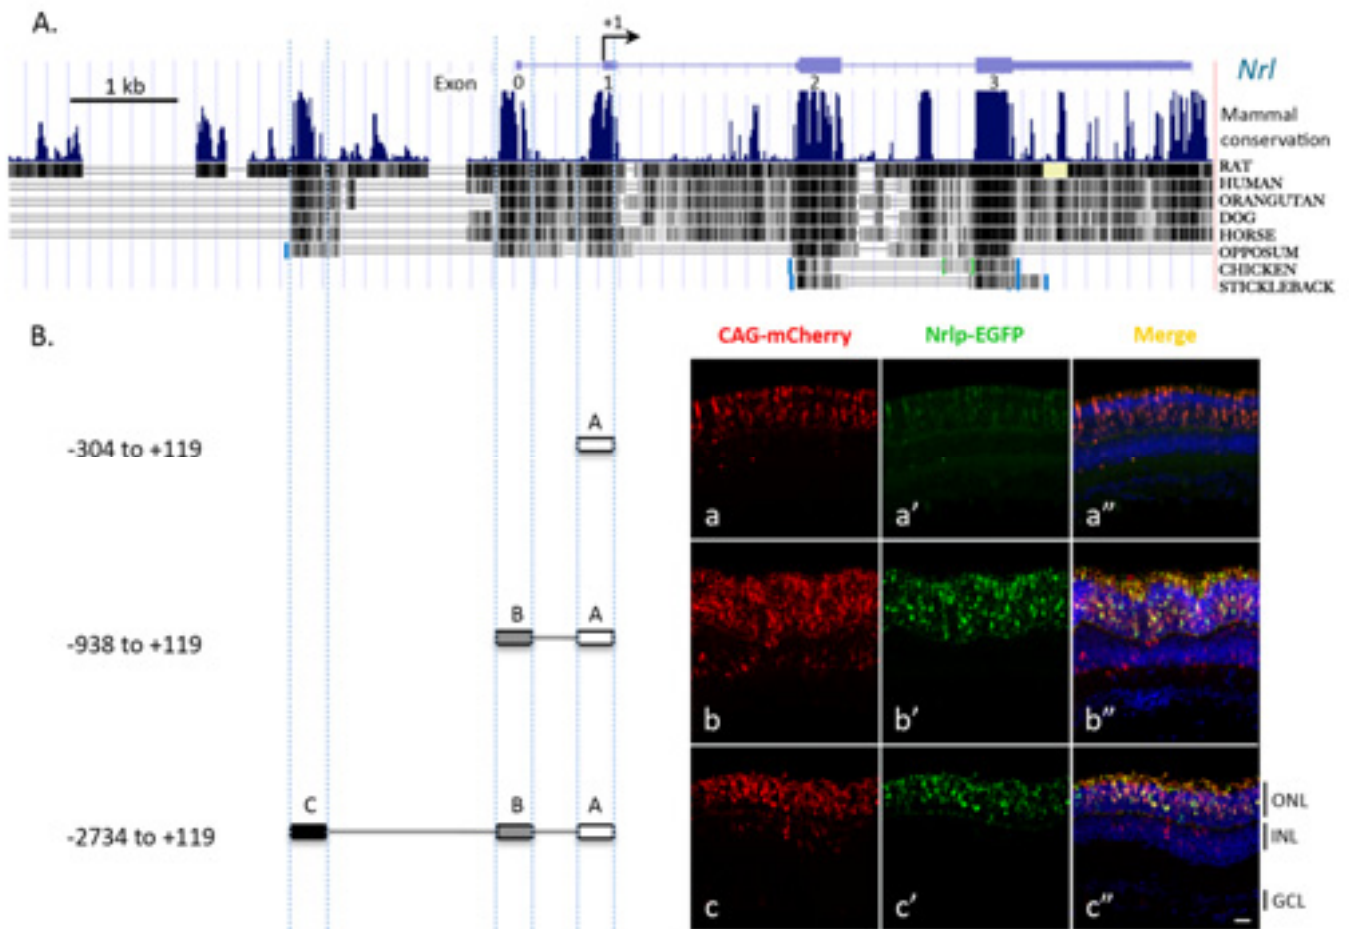 A.
+1
1 kb
Exon
0
1
2
3
Nrl
Mammal
conservation
RAT
HUMAN
ORANGUTAN
DOG
HORSE
OPPOSUM
CHICKEN
STICKLEBACK
B.
CAG-mCherry
Nrlp-EGFP
Merge
-304 to +119
A
a
a′
a″
-938 to +119
B
A
b
b′
b″
-2734 to +119
C
B
A
c
c′
c″
ONL
INL
GCL